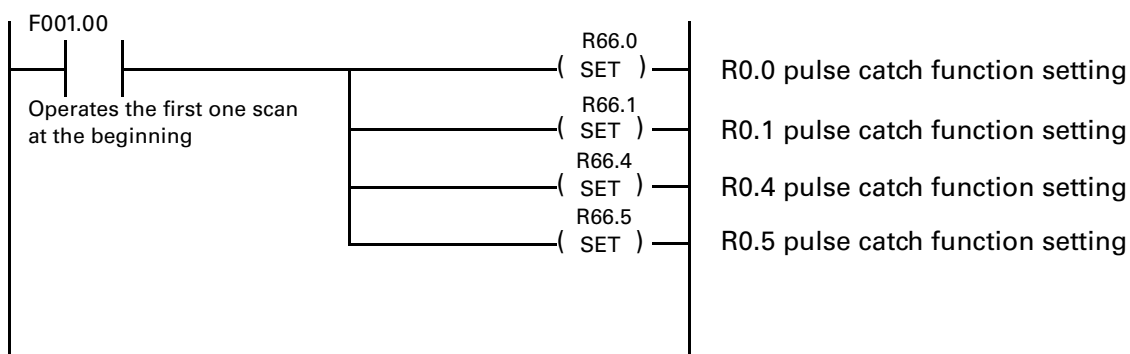 F001.00
Operates the first one scan
at the beginning
R66.0
( SET )
R0.0 pulse catch function setting
R66.1
( SET )
R0.1 pulse catch function setting
R66.4
( SET )
R0.4 pulse catch function setting
R66.5
( SET )
R0.5 pulse catch function setting